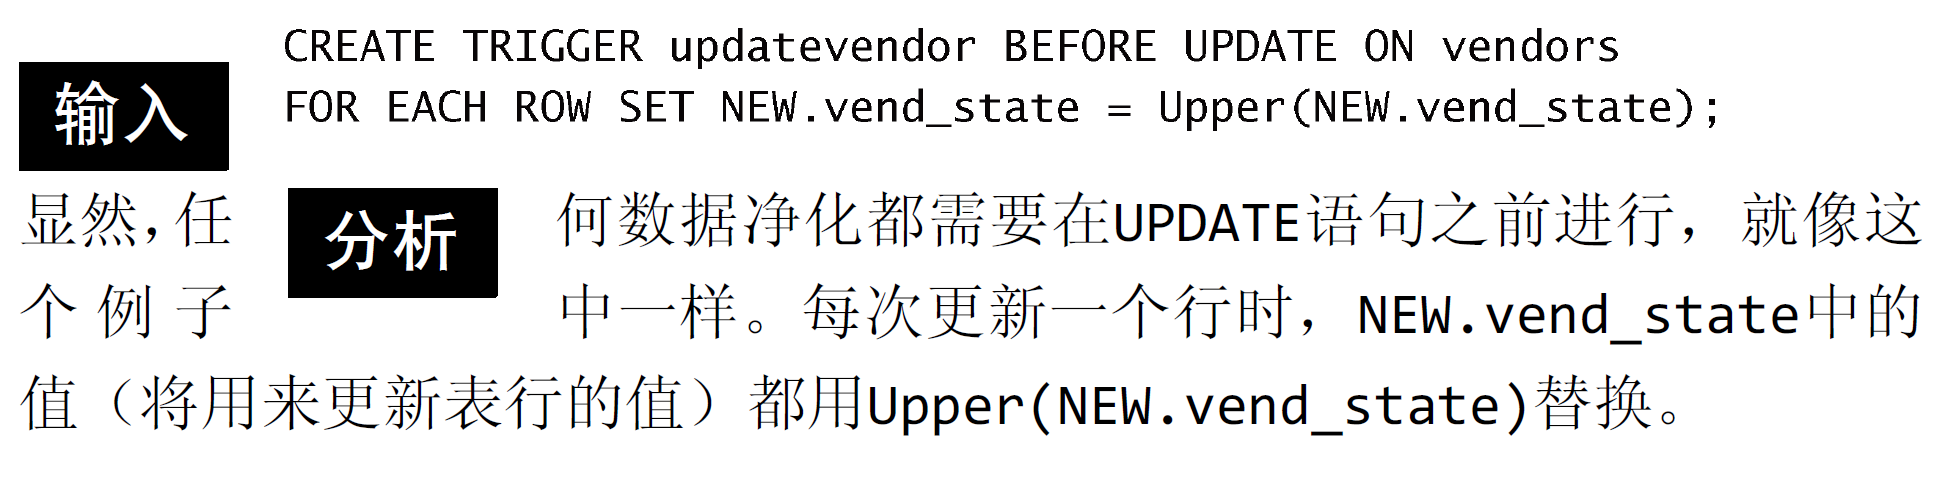 CREATE TRIGGER updatevendor BEFORE UPDATE ON vendors
输入
FOR EACH ROW SET NEW.vend_state = Upper(NEW.vend_state);
分析
显然,任何数据净化都需要在UPDATE语句之前进行，就像这
个例子中一样。每次更新一个行时，NEW.vend_state中的
值（将用来更新表行的值）都用Upper(NEW.vend_state)替换。